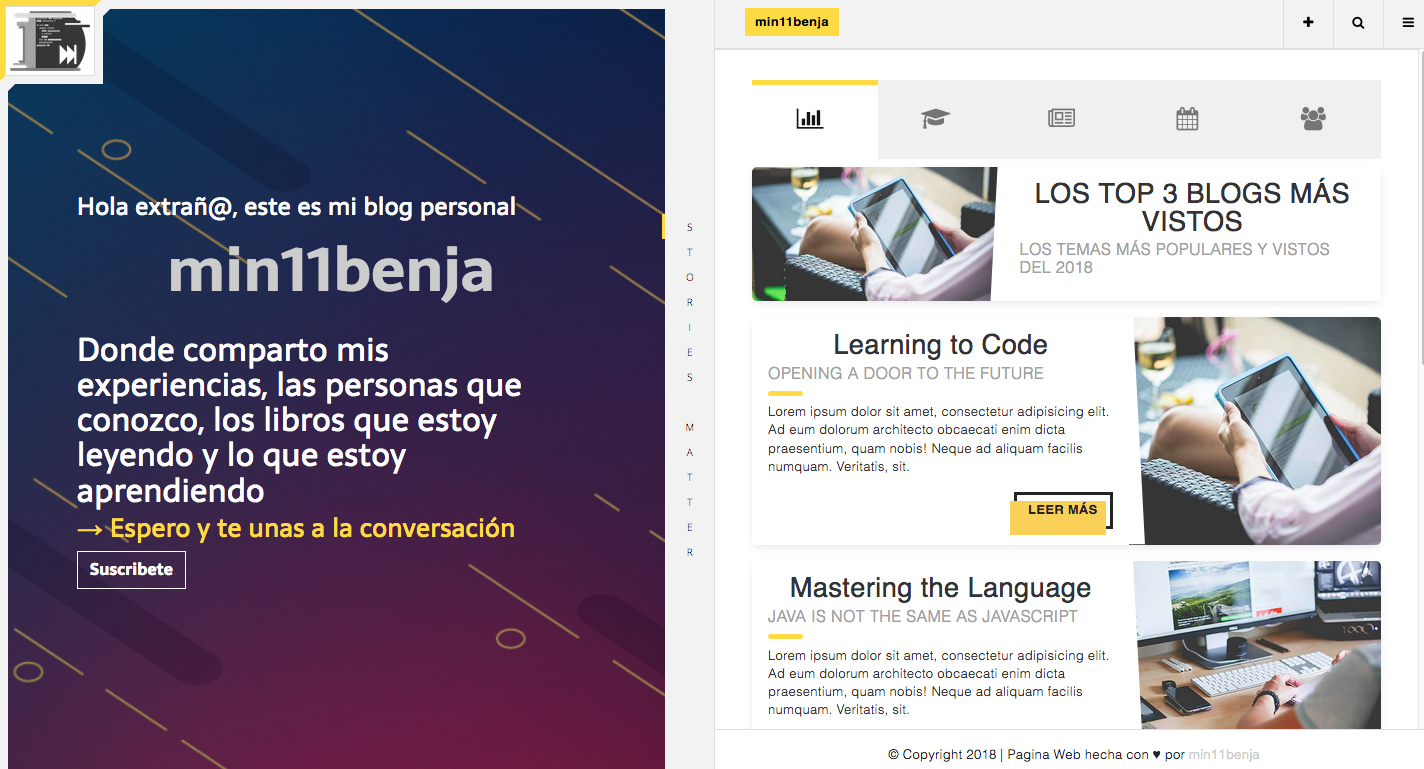 Hola extrañ@, este es mi blog personal
min11benja
Donde comparto mis
experiencias, las personas que
conozco, los libros que estoy
leyendo y lo que estoy
aprendiendo
→ Espero y te unas a la conversación
Suscribete
STORIES MATTER
min11benja
LOS TOP 3 BLOGS MÁS
VISTOS
LOS TEMAS MÁS POPULARES Y VISTOS
DEL 2018
Learning to Code
OPENING A DOOR TO THE FUTURE
Lorem ipsum dolor sit amet, consectetur adipisicing elit.
Ad eum dolorum architecto obcaecati enim dicta
praesentium, quam nobis! Neque ad aliquam facilis
numquam. Veritatis, sit.
LEER MÁS
Mastering the Language
JAVA IS NOT THE SAME AS JAVASCRIPT
Lorem ipsum dolor sit amet, consectetur adipisicing elit.
Ad eum dolorum architecto obcaecati enim dicta
praesentium, quam nobis! Neque ad aliquam facilis
numquam. Veritatis, sit.
© Copyright 2018 | Pagina Web hecha con ♥ por min11benja